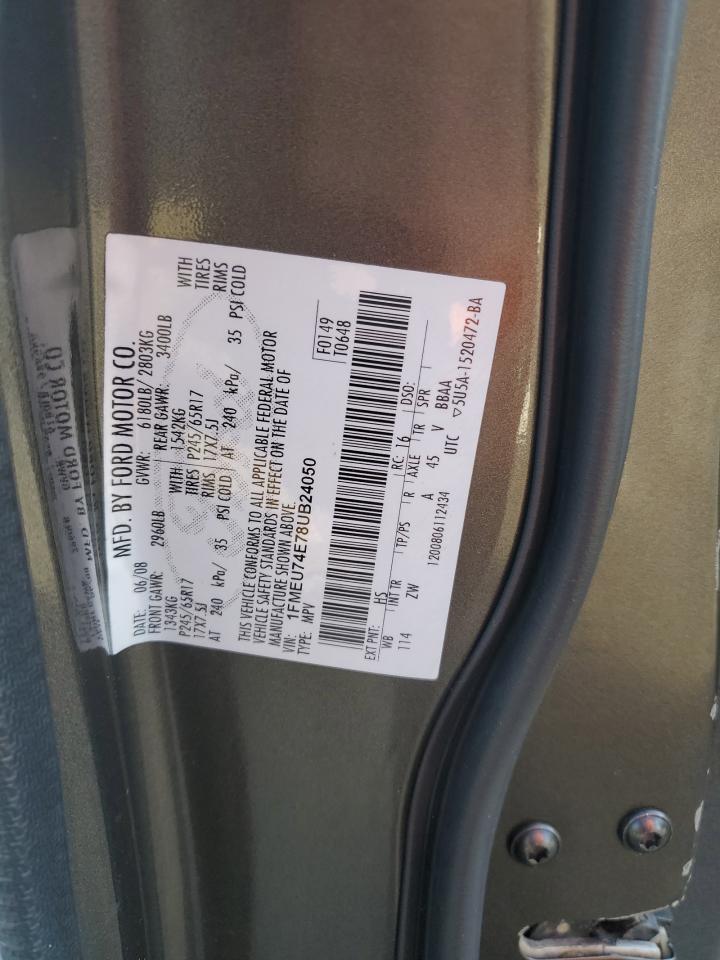 MFD. BY FORD MOTOR CO.
DATE: 06/08 GVWR: 6180LB/ 2803KG
FRONT GAWR: 2960LB REAR GAWR: 3400LB
1343KG WITH 1542KG WITH
P245/65R17 TIRES P245/65R17 TIRES
17X7.5J RIMS 17X7.5J RIMS
AT 240 kPa/ 35 PSI COLD AT 240 kPa/ 35 PSI COLD
THIS VEHICLE CONFORMS TO ALL APPLICABLE FEDERAL MOTOR
VEHICLE SAFETY STANDARDS IN EFFECT ON THE DATE OF
MANUFACTURE SHOWN ABOVE.
VIN: 1FMEU74E78UB24050
TYPE: MPV
F0149
T0648
EXT PNT: HS RC: 16 DSO:
WB INT TR TP/PS R AXLE TR SPR
114 ZW A 45 V BBAA
1200806112434 UTC ▽5U5A-1520472-BA